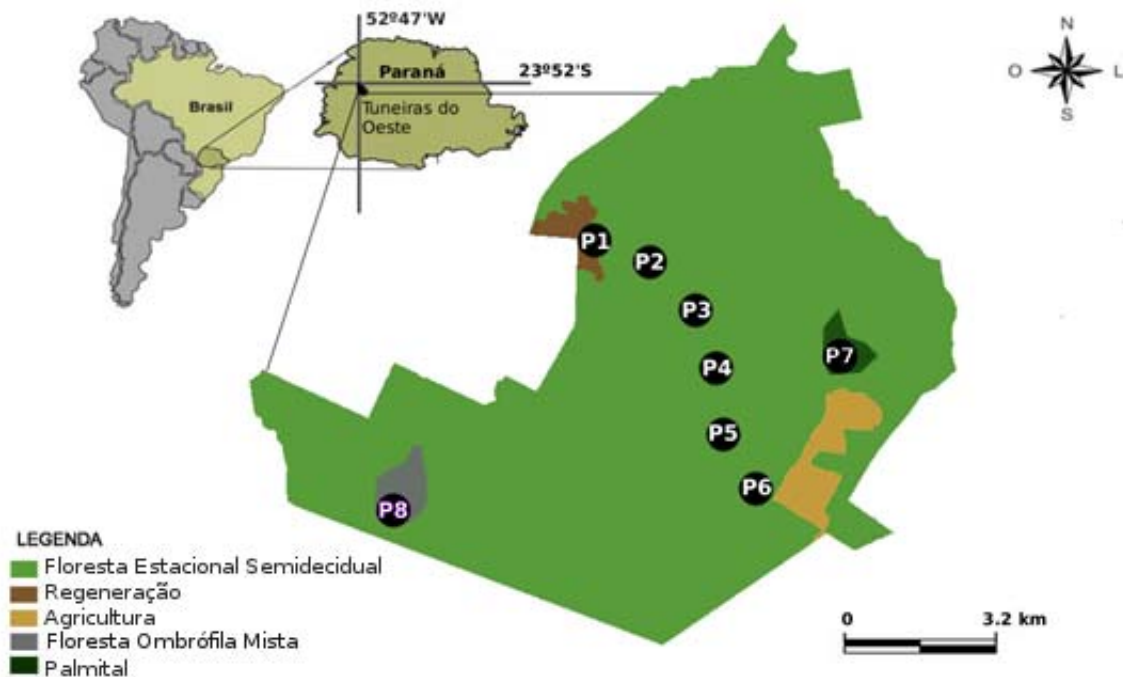 52º47'W
Paraná
23º52'S
Brasil
Tuneiras do
Oeste
N
O
L
S
P1
P2
P3
P4
P7
P5
P6
P8
LEGENDA
Floresta Estacional Semidecidual
Regeneração
Agricultura
Floresta Ombrófila Mista
Palmital
0
3.2 km